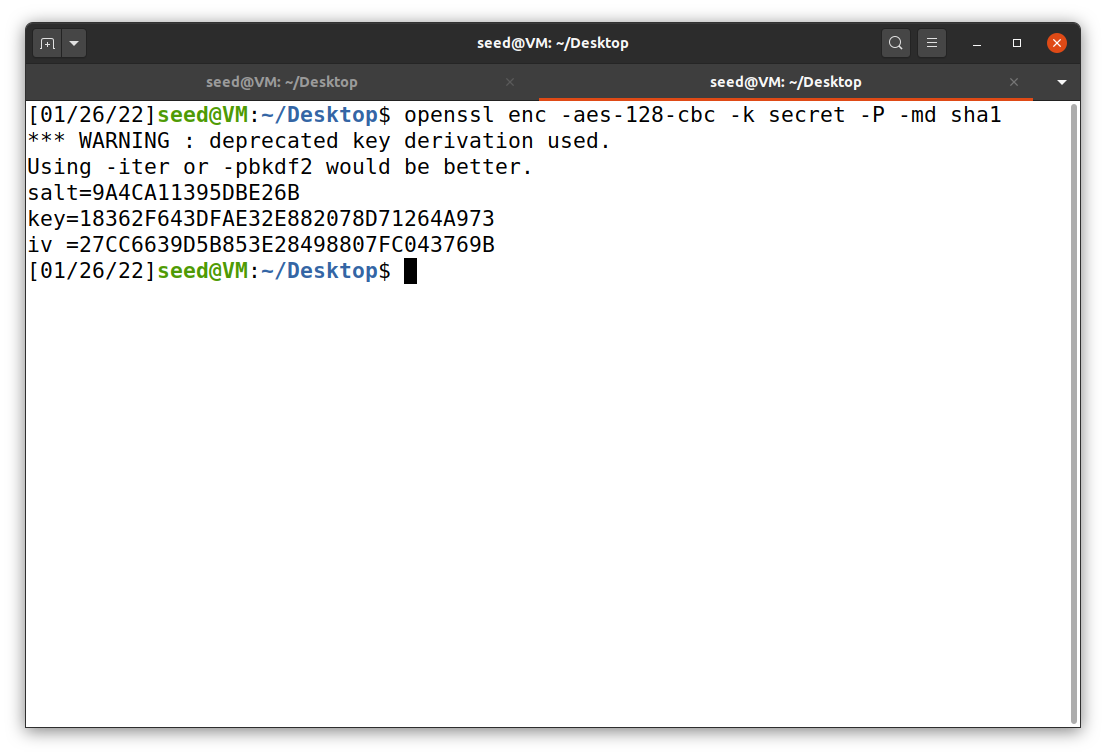 seed@VM: ~/Desktop
seed@VM: ~/Desktop
seed@VM: ~/Desktop
[01/26/22]seed@VM:~/Desktop$ openssl enc -aes-128-cbc -k secret -P -md sha1
*** WARNING : deprecated key derivation used.
Using -iter or -pbkdf2 would be better.
salt=9A4CA11395DBE26B
key=18362F643DFAE32E882078D71264A973
iv =27CC6639D5B853E28498807FC043769B
[01/26/22]seed@VM:~/Desktop$